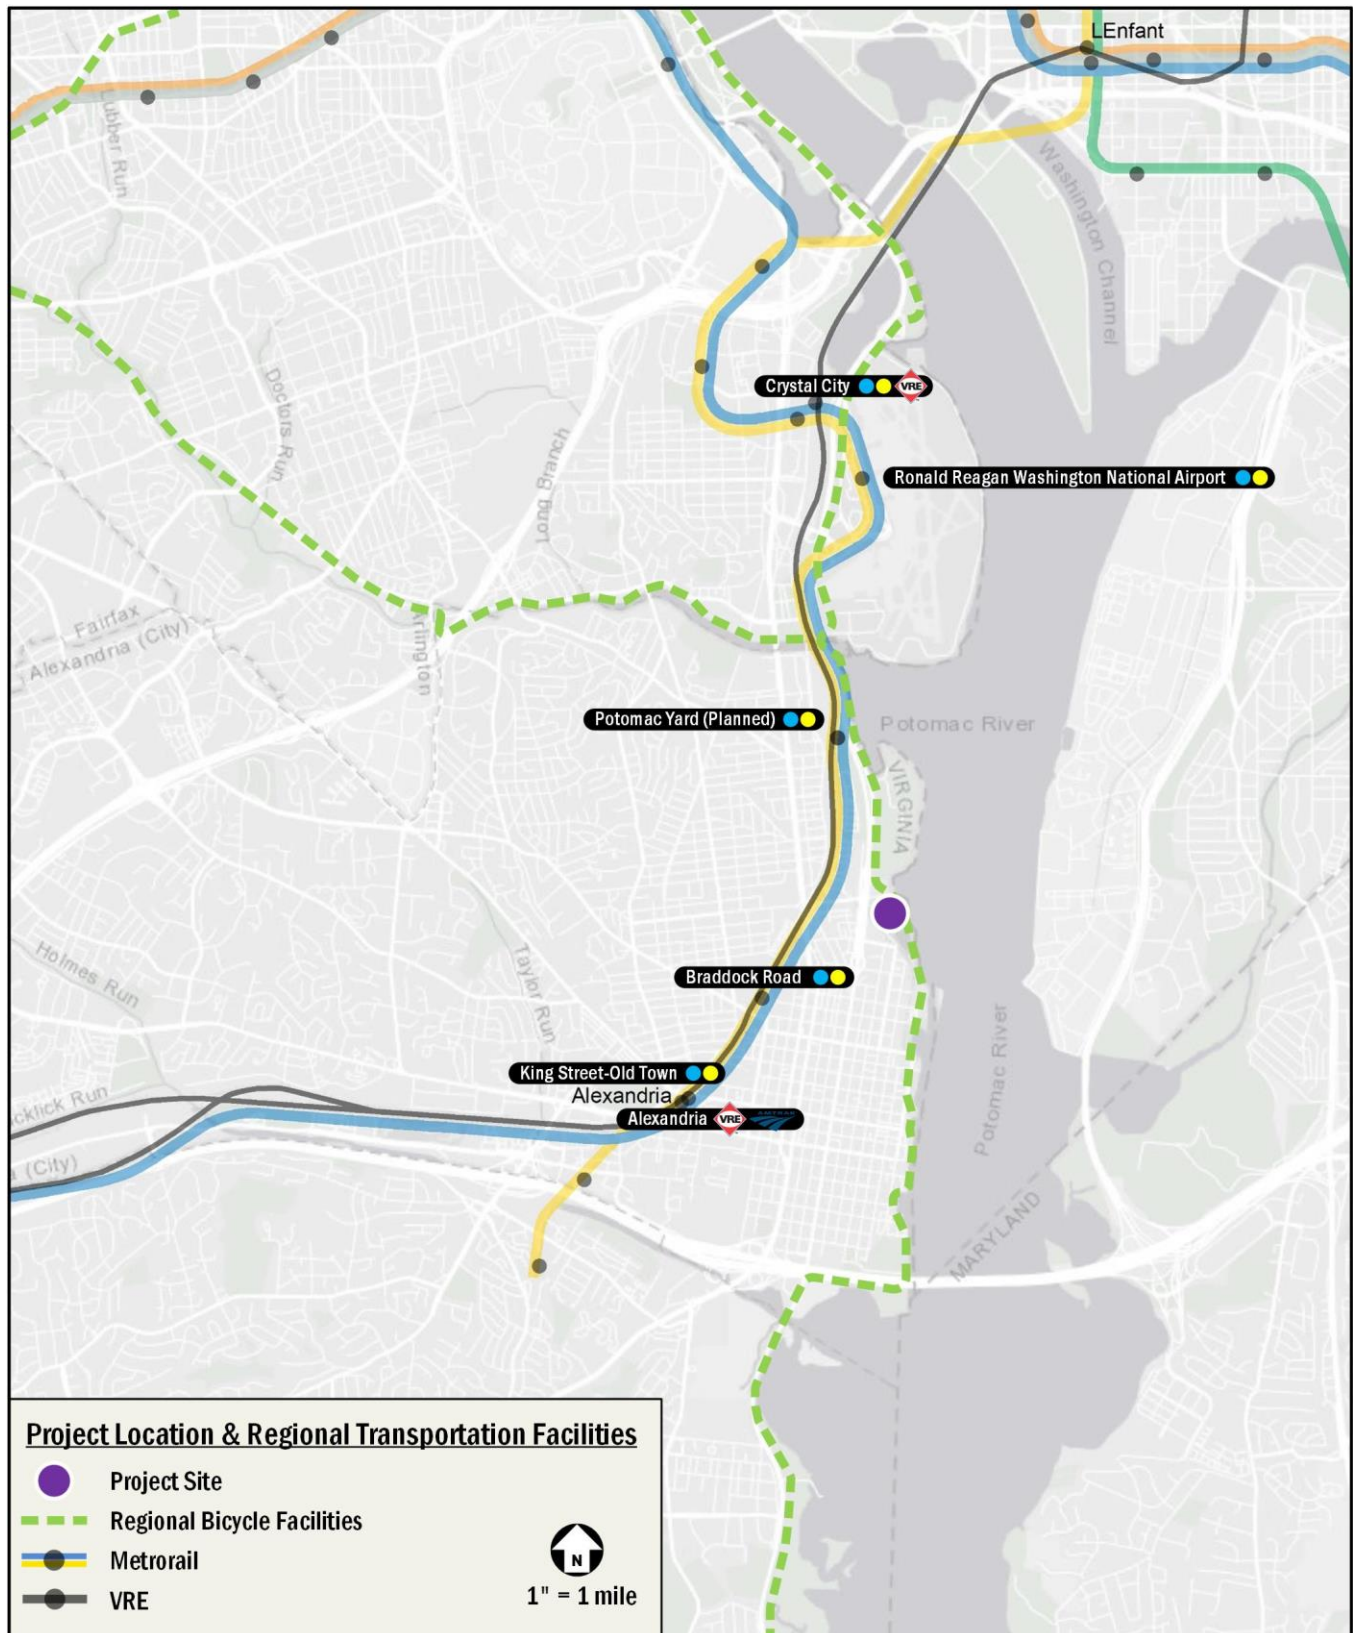 LEnfant
Lubber Run
Washington Channel
Doctors Run
Crystal City VRE
Long Branch
Ronald Reagan Washington National Airport
Fairfax
Alexandria (City)
Arlington
Potomac Yard (Planned)
Potomac River
VIRGINIA
Holmes Run
Taylor Run
Braddock Road
Potomac River
King Street-Old Town
Alexandria
Alexandria VRE AMTRAK
cklick Run
(City)
MARYLAND
Project Location & Regional Transportation Facilities
Project Site
Regional Bicycle Facilities
Metrorail
VRE
N
1" = 1 mile